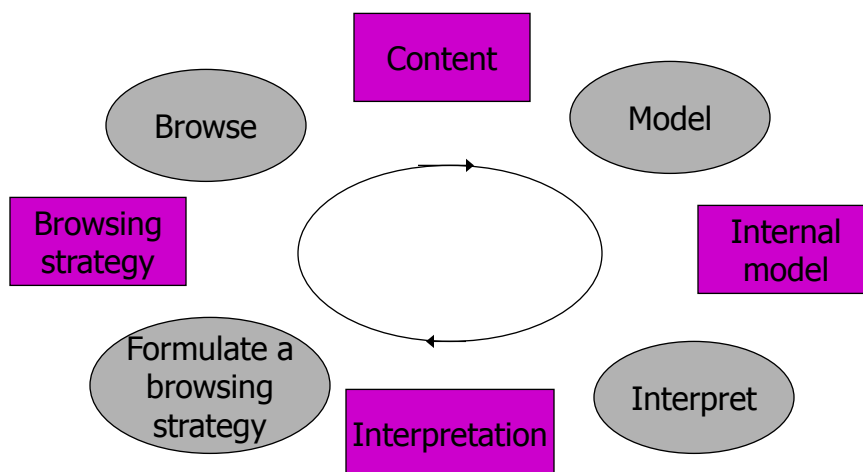 Content
Browse
Model
Browsing
strategy
Internal
model
Formulate a
browsing
strategy
Interpretation
Interpret